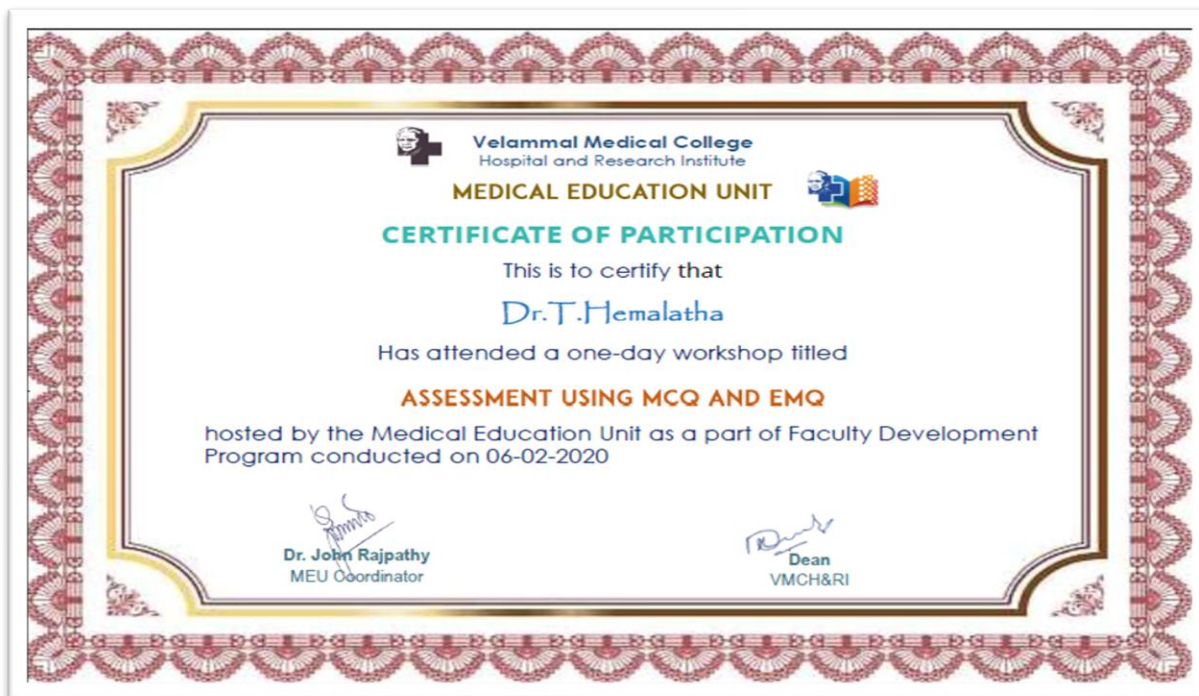 Velammal Medical College
Hospital and Research Institute
MEDICAL EDUCATION UNIT
CERTIFICATE OF PARTICIPATION
This is to certify that
Dr.T.Hemalatha
Has attended a one-day workshop titled
ASSESSMENT USING MCQ AND EMQ
hosted by the Medical Education Unit as a part of Faculty Development
Program conducted on 06-02-2020
Dr. John Rajpathy
MEU Coordinator
Dean
VMCH&RI